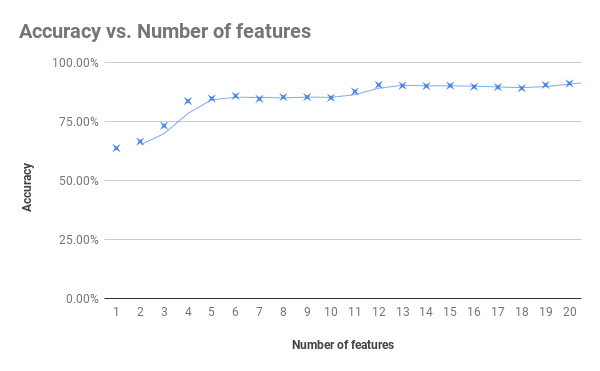 Accuracy vs. Number of features
100.00%
75.00%
50.00%
25.00%
0.00%
Accuracy
1 2 3 4 5 6 7 8 9 10 11 12 13 14 15 16 17 18 19 20
Number of features